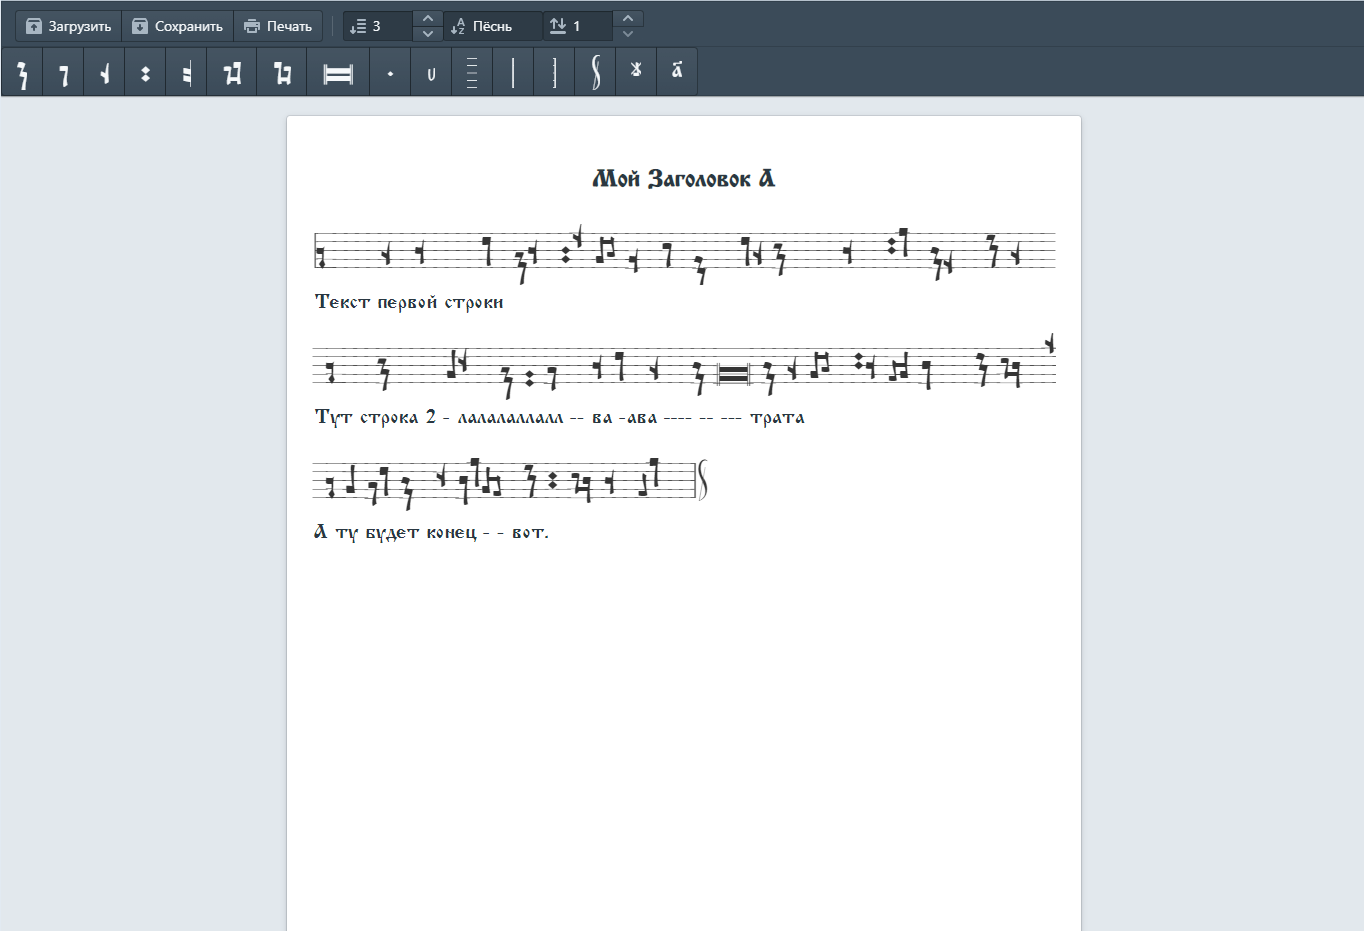 Загрузить Сохранить Печать 3 Пёснь 1
Мой Заголовок А
Текст первой строки
Тут строка 2 - лалалаллалл -- ва -ава ---- -- --- трата
А ту будет конец - - вот.